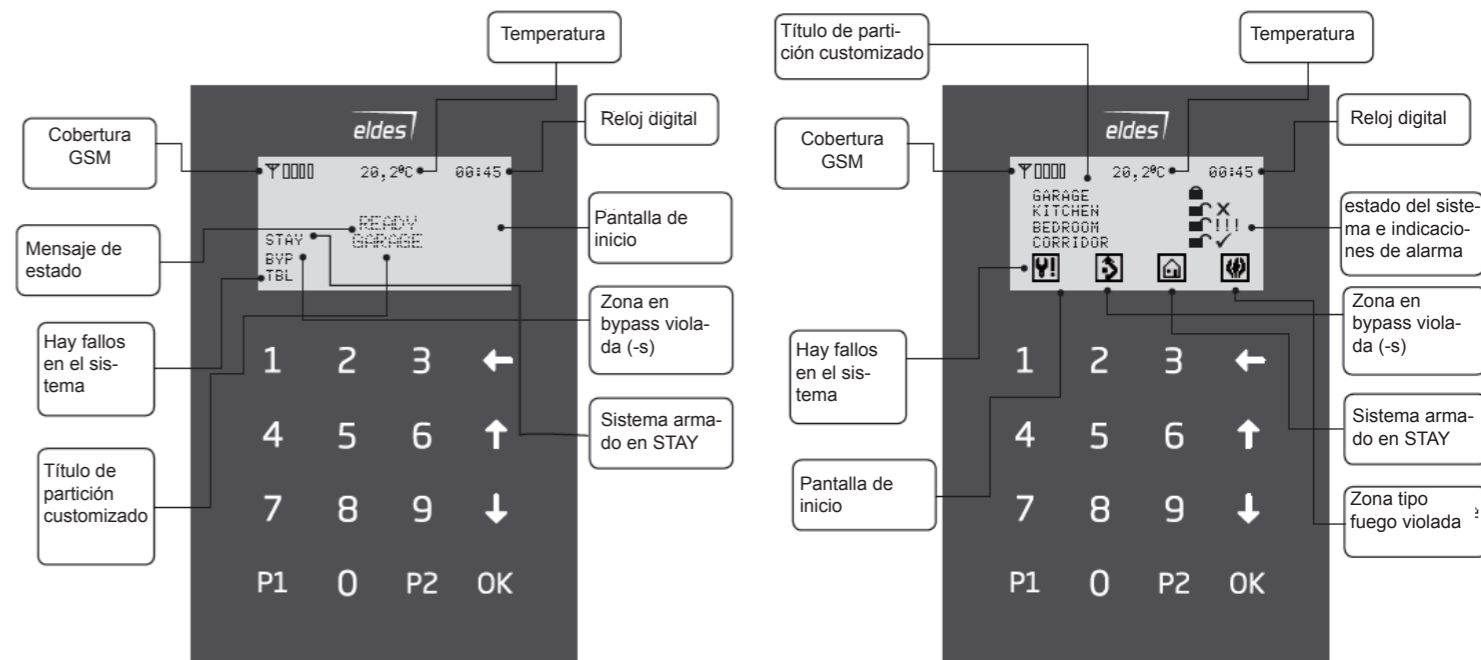 Temperatura
Reloj digital
Cobertura
GSM
eldes
20,2ºC
00:45
READY
GARAGE
STAY
BYP
TBL
Mensaje de
estado
Pantalla de
inicio
Hay fallos
en el sis-
tema
Zona en
bypass viola-
da (-s)
Título de
partición
customizado
Sistema arma-
do en STAY
1 2 3 ←
4 5 6 ↑
7 8 9 ↓
P1 0 P2 OK
Título de parti-
ción customizado
Temperatura
Reloj digital
Cobertura
GSM
eldes
20,2ºC
00:45
GARAGE
KITCHEN X
BEDROOM !!!
CORRIDOR ✓
estado del siste-
ma e indicacio-
nes de alarma
Hay fallos
en el sis-
tema
Zona en
bypass viola-
da (-s)
Sistema arma-
do en STAY
Pantalla de
inicio
Zona tipo
fuego violada
1 2 3 ←
4 5 6 ↑
7 8 9 ↓
P1 0 P2 OK